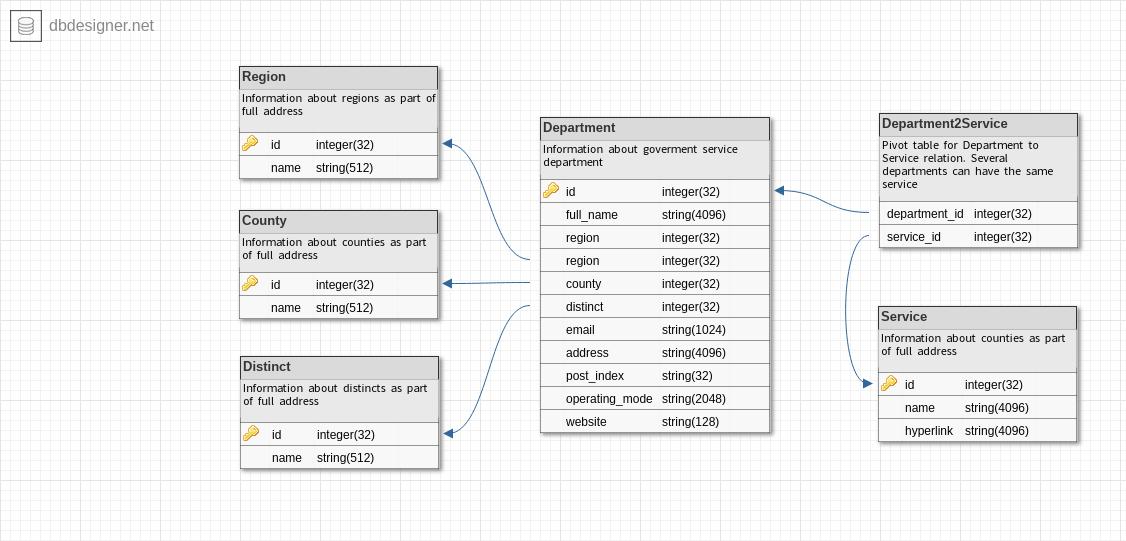 dbdesigner.net
Region
Information about regions as part of
full address
id integer(32)
name string(512)
County
Information about counties as part
of full address
id integer(32)
name string(512)
Distinct
Information about distincts as part
of full address
id integer(32)
name string(512)
Department
Information about goverment service
department
id integer(32)
full_name string(4096)
region integer(32)
region integer(32)
county integer(32)
distinct integer(32)
email string(1024)
address string(4096)
post_index string(32)
operating_mode string(2048)
website string(128)
Department2Service
Pivot table for Department to
Service relation. Several
departments can have the same
service
department_id integer(32)
service_id integer(32)
Service
Information about counties as part
of full address
id integer(32)
name string(4096)
hyperlink string(4096)